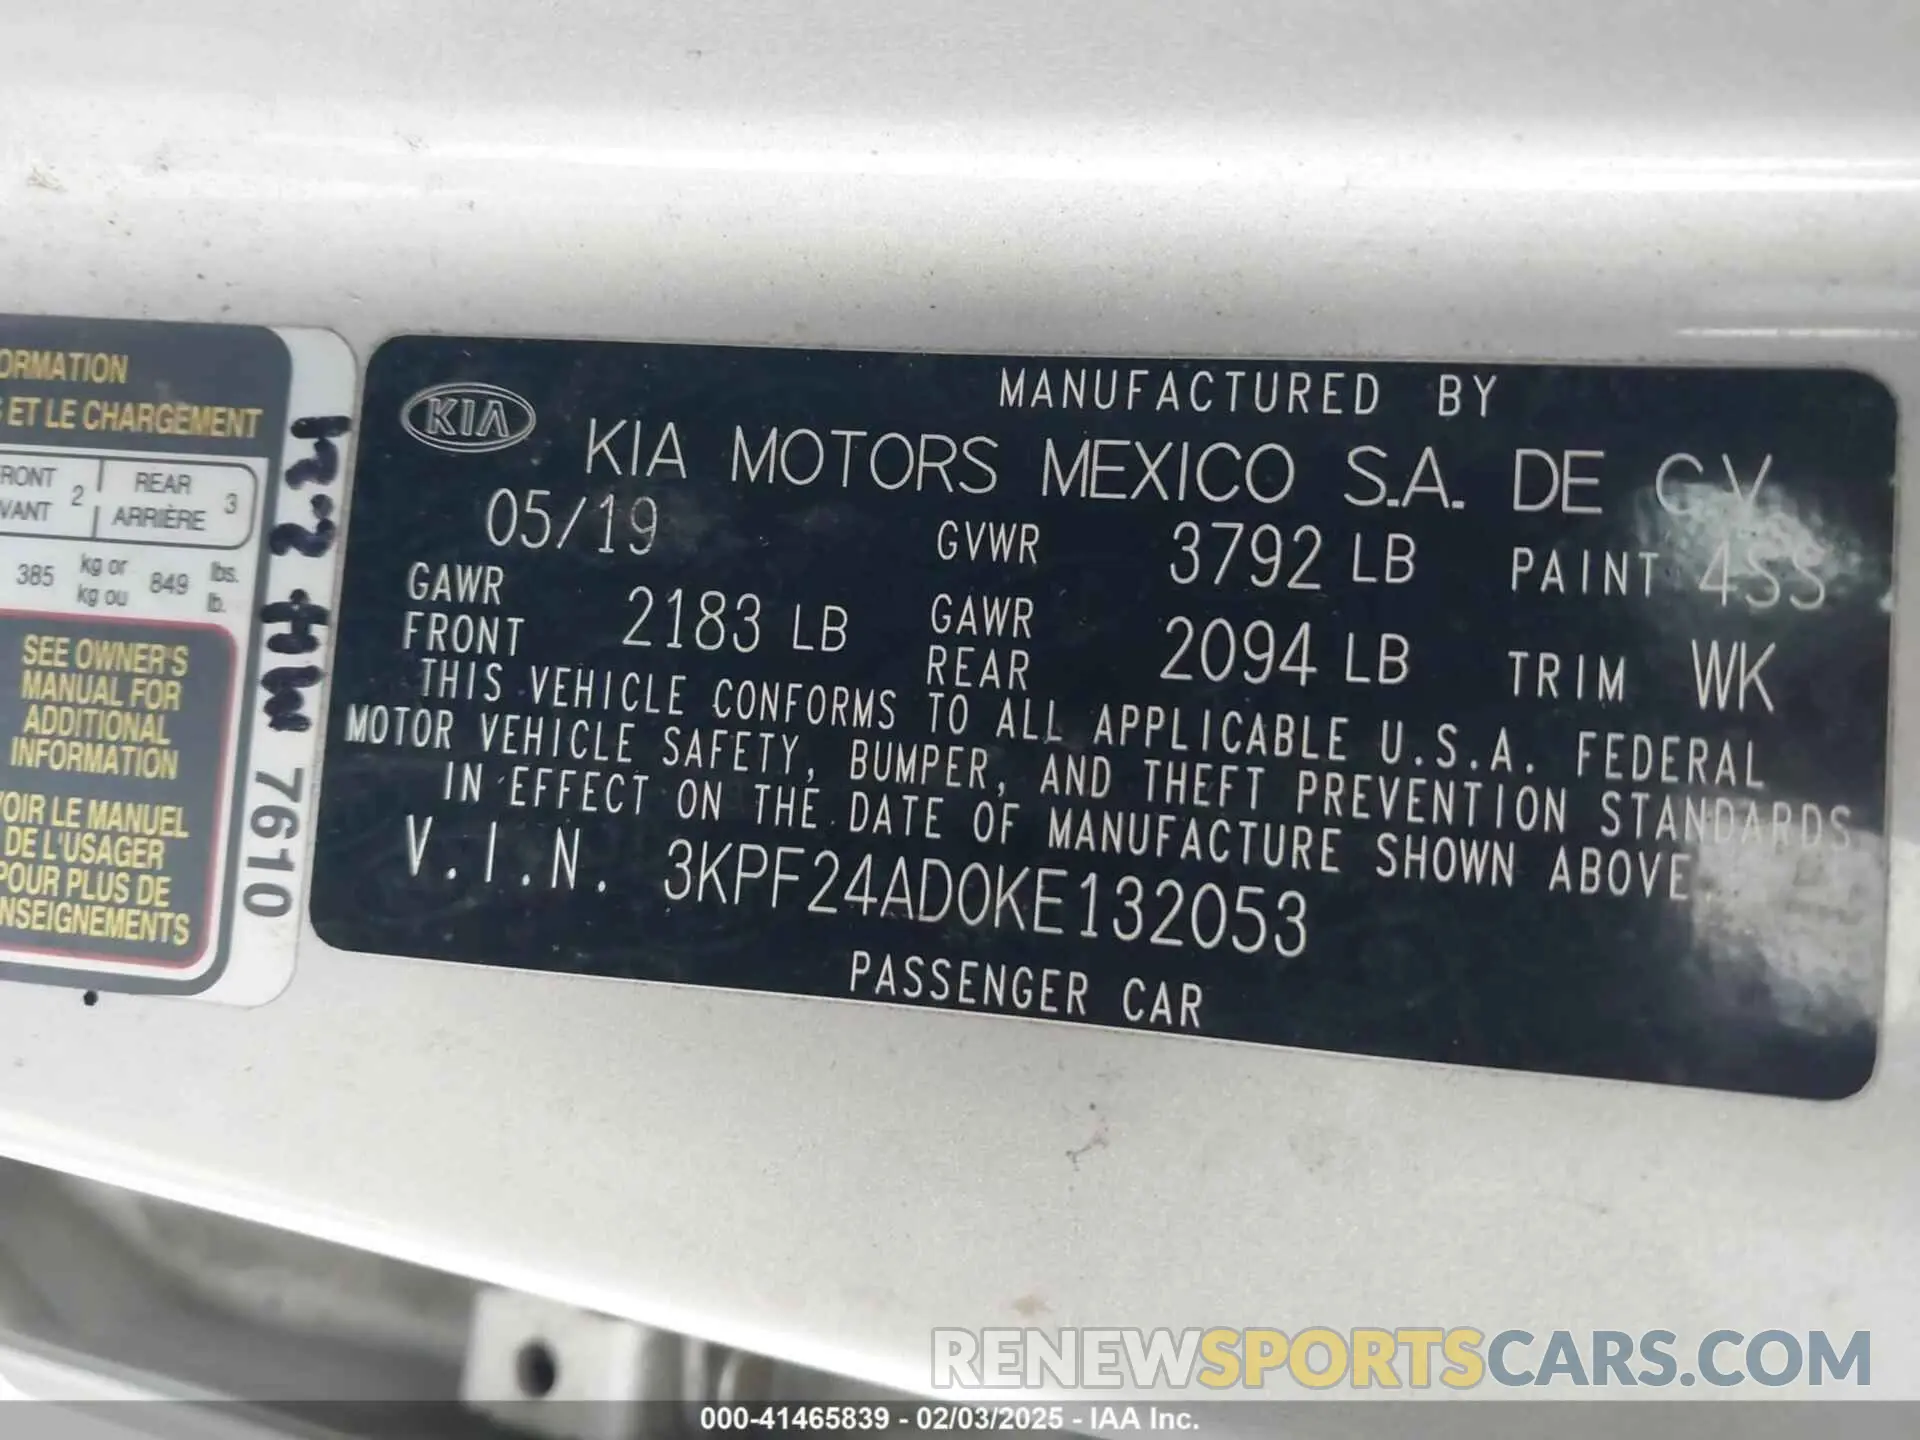 ORMATION
ET LE CHARGEMENT
RONT
VANT
2
REAR
ARRIÈRE
3
385
kg or
kg ou
849
lbs.
lb.
SEE OWNER'S
MANUAL FOR
ADDITIONAL
INFORMATION
VOIR LE MANUEL
DE L'USAGER
POUR PLUS DE
NSEIGNEMENTS
7610
KIA
MANUFACTURED BY
KIA MOTORS MEXICO S.A. DE C.V.
05/19 GVWR 3792 LB PAINT 4SS
GAWR FRONT 2183 LB GAWR REAR 2094 LB TRIM WK
THIS VEHICLE CONFORMS TO ALL APPLICABLE U.S.A. FEDERAL
MOTOR VEHICLE SAFETY, BUMPER, AND THEFT PREVENTION STANDARDS
IN EFFECT ON THE DATE OF MANUFACTURE SHOWN ABOVE.
V.I.N. 3KPF24AD0KE132053
PASSENGER CAR
RENEWSPORTSCARS.COM
000-41465839 - 02/03/2025 - IAA Inc.